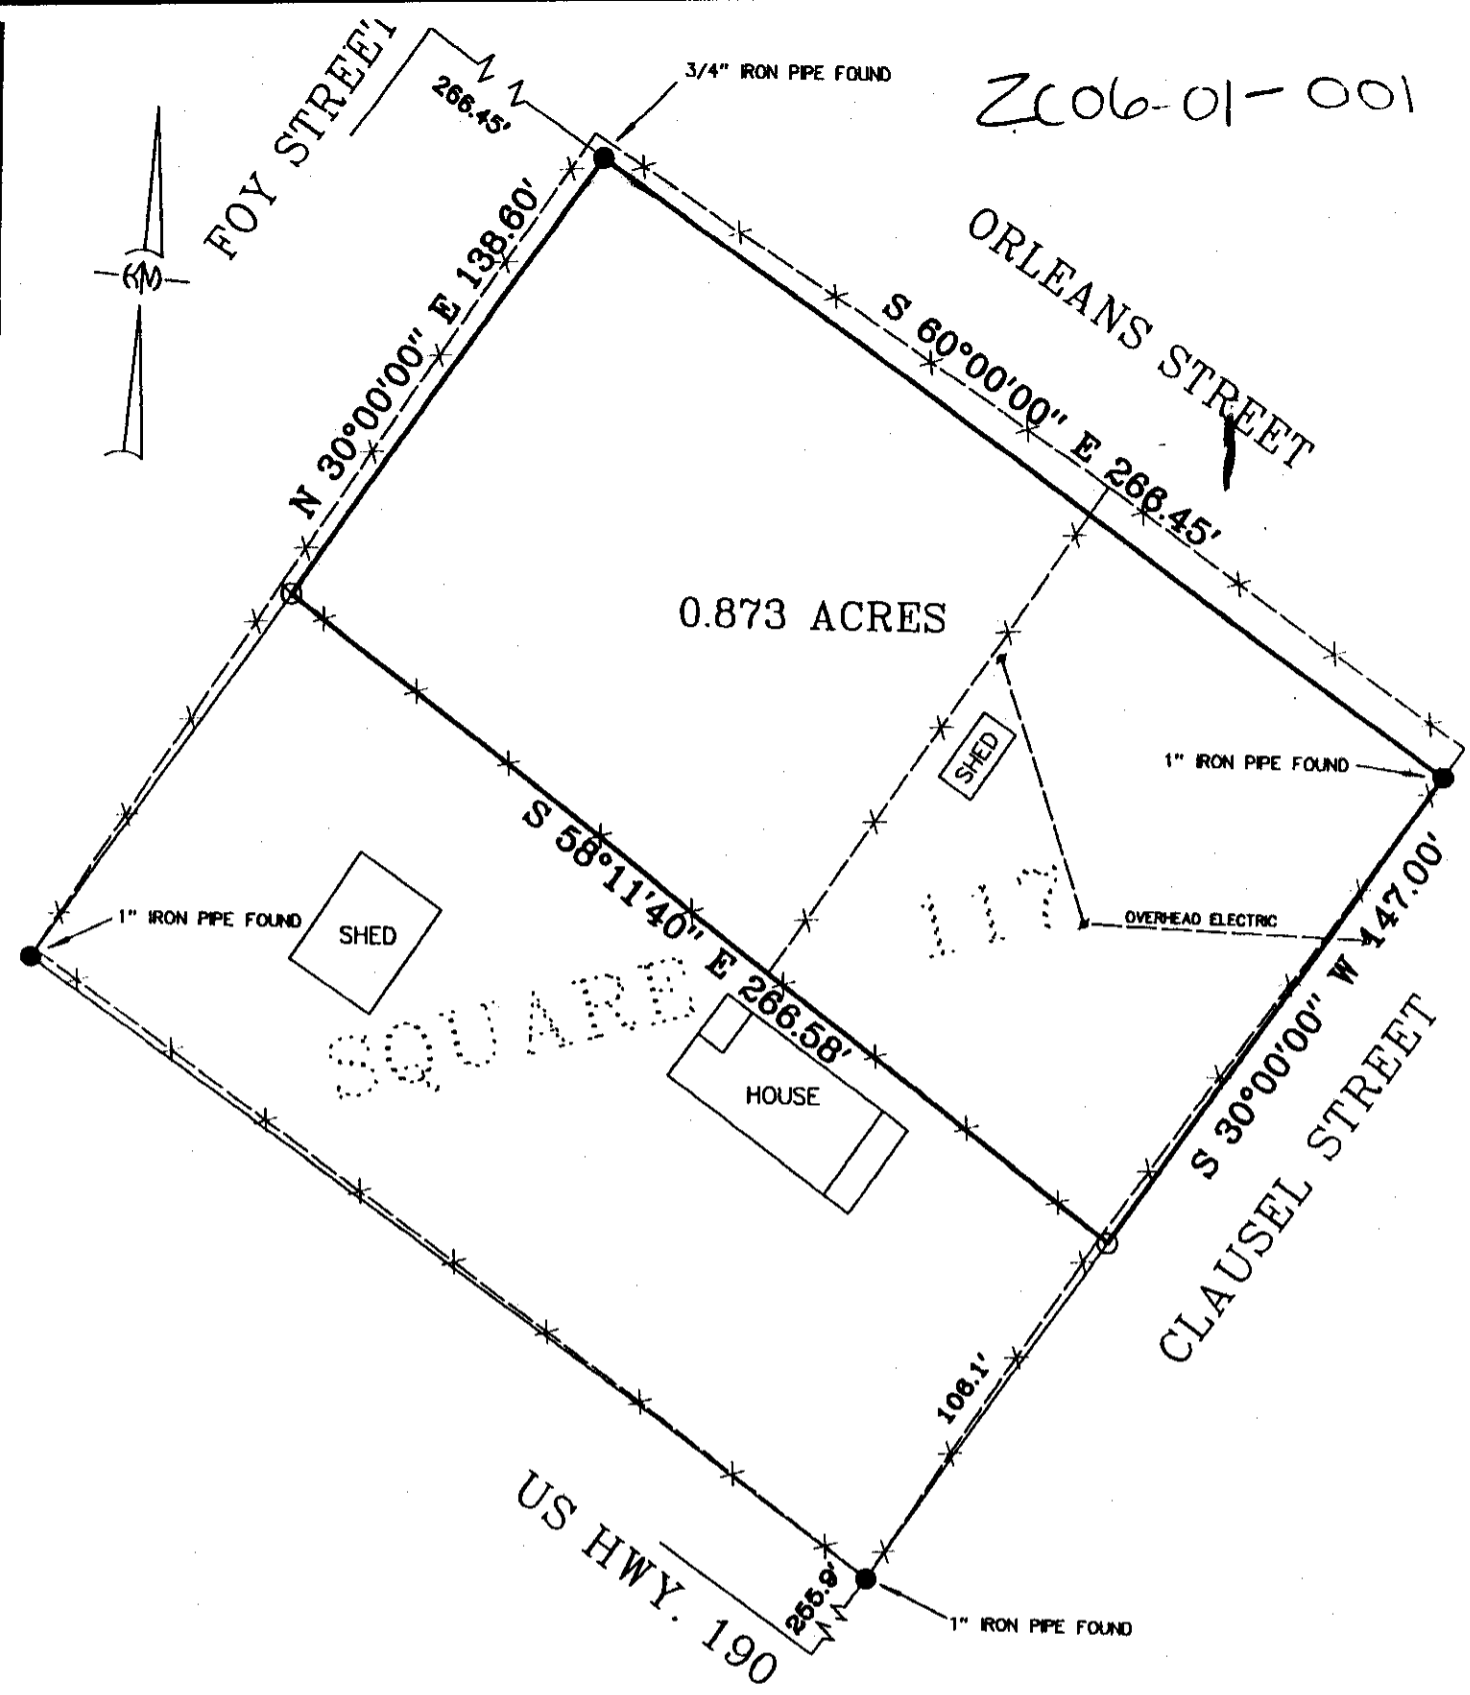 ZC06-01-001
FOY STREET
266.45'
3/4" IRON PIPE FOUND
ORLEANS STREET
N 30°00'00" E 138.60'
S 60°00'00" E 266.45'
0.873 ACRES
SHED
1" IRON PIPE FOUND
S 58°11'40" E 266.58'
117
OVERHEAD ELECTRIC
S 30°00'00" W 147.00'
1" IRON PIPE FOUND
SHED
SQUARE
HOUSE
CLAUSEL STREET
106.1'
US HWY. 190
255.9'
1" IRON PIPE FOUND